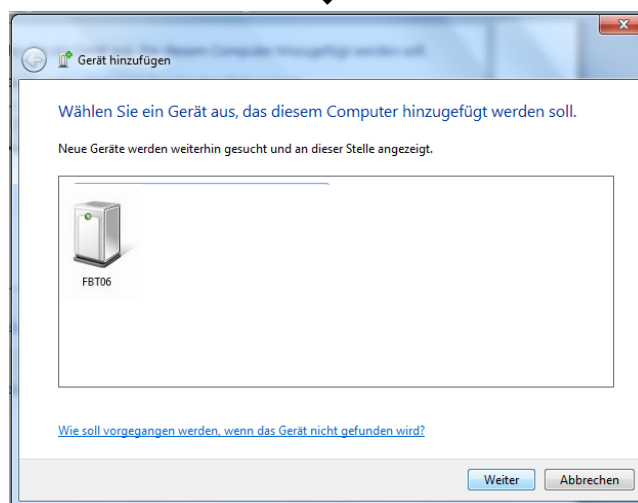 Gerät hinzufügen
Wählen Sie ein Gerät aus, das diesem Computer hinzugefügt werden soll.
Neue Geräte werden weiterhin gesucht und an dieser Stelle angezeigt.
FBT06
Wie soll vorgegangen werden, wenn das Gerät nicht gefunden wird?
Weiter
Abbrechen